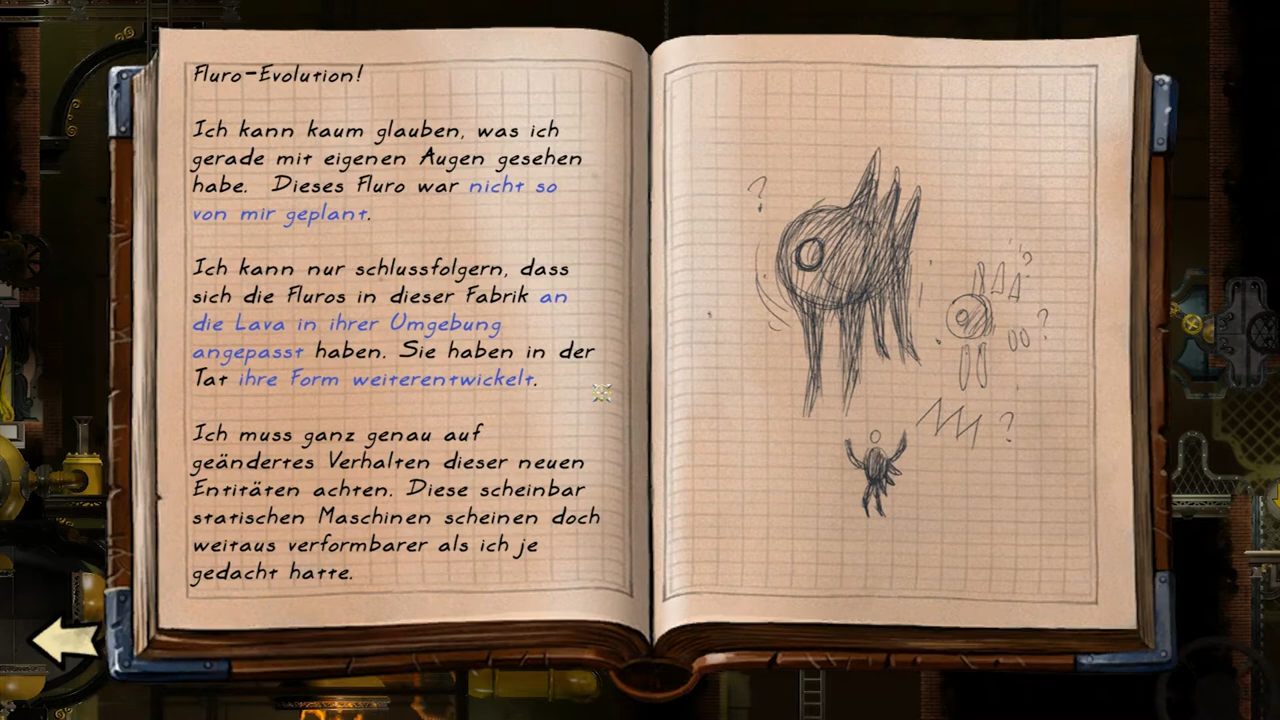 Fluro-Evolution!
Ich kann kaum glauben, was ich
gerade mit eigenen Augen gesehen
habe. Dieses Fluro war nicht so
von mir geplant.
Ich kann nur schlussfolgern, dass
sich die Fluros in dieser Fabrik an
die Lava in ihrer Umgebung
angepasst haben. Sie haben in der
Tat ihre Form weiterentwickelt.
Ich muss ganz genau auf
geändertes Verhalten dieser neuen
Entitäten achten. Diese scheinbar
statischen Maschinen scheinen doch
weitaus verformbarer als ich je
gedacht hatte.
?
?
?
?